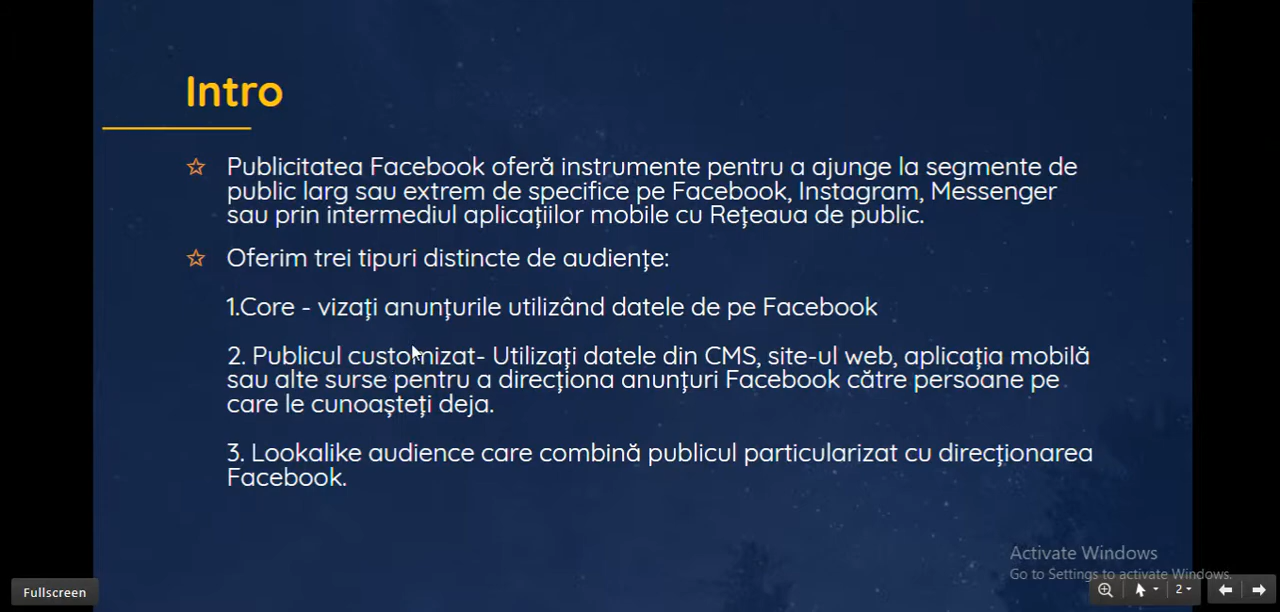 Intro
Publicitatea Facebook oferă instrumente pentru a ajunge la segmente de
public larg sau extrem de specifice pe Facebook, Instagram, Messenger
sau prin intermediul aplicațiilor mobile cu Rețeaua de public.
Oferim trei tipuri distincte de audiențe:
1.Core - vizați anunțurile utilizând datele de pe Facebook
2. Publicul customizat- Utilizați datele din CMS, site-ul web, aplicația mobilă
sau alte surse pentru a direcționa anunțuri Facebook către persoane pe
care le cunoașteți deja.
3. Lookalike audience care combină publicul particularizat cu direcționarea
Facebook.
Activate Windows
Go to Settings to activate Windows.
Fullscreen
2